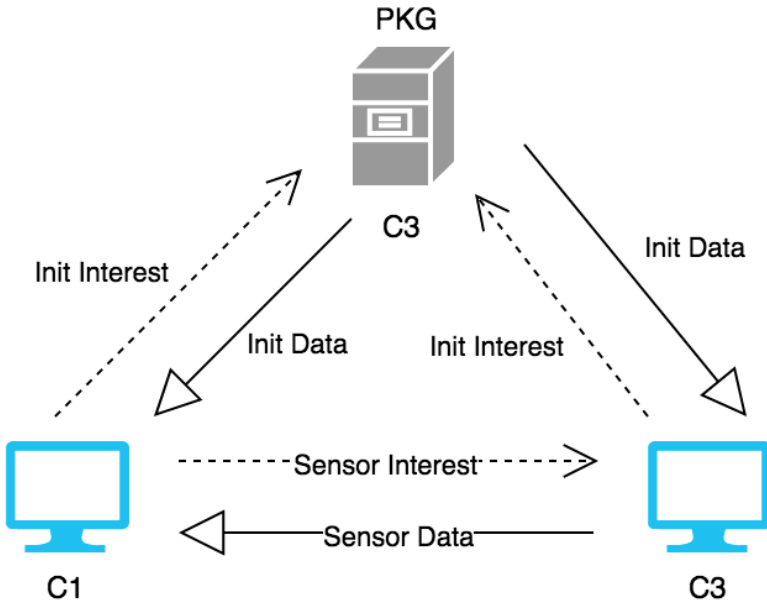 PKG
C3
Init Interest
Init Data
Init Data
Init Interest
Sensor Interest
Sensor Data
C1
C3